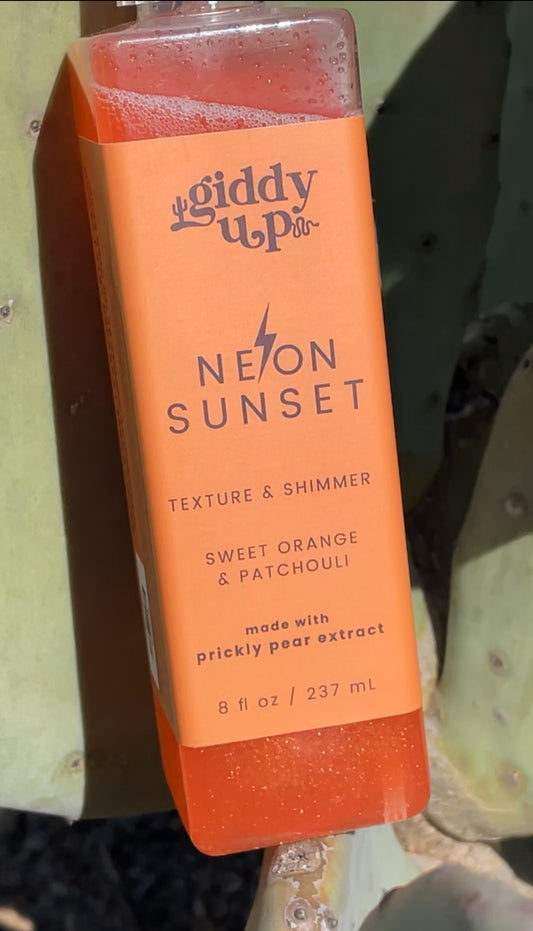 giddy
up
NEON
SUNSET
TEXTURE & SHIMMER
SWEET ORANGE
& PATCHOULI
made with
prickly pear extract
8 fl oz / 237 mL